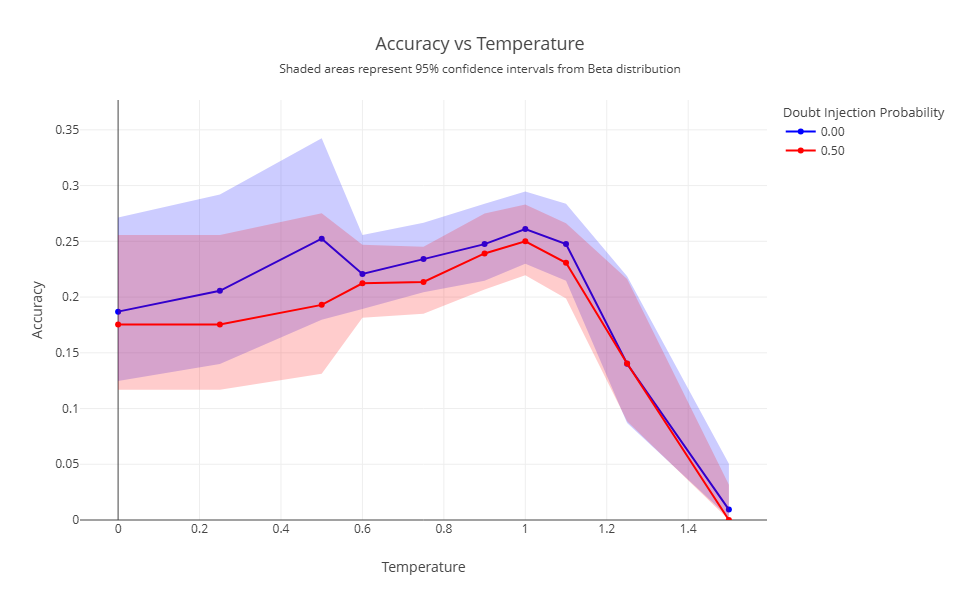 Accuracy vs Temperature
Shaded areas represent 95% confidence intervals from Beta distribution
Doubt Injection Probability
0.00
0.50
0.35
0.3
0.25
0.2
0.15
0.1
0.05
0
Accuracy
0 0.2 0.4 0.6 0.8 1 1.2 1.4
Temperature